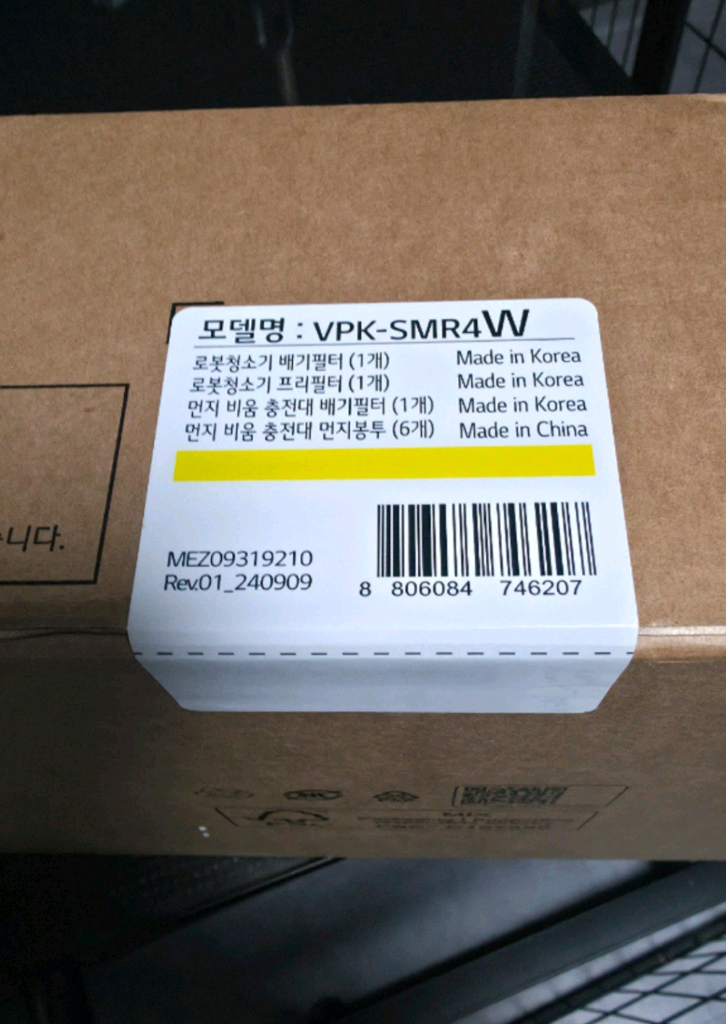 모델명 : VPK-SMR4W
로봇청소기 배기필터 (1개) Made in Korea
로봇청소기 프리필터 (1개) Made in Korea
먼지 비움 충전대 배기필터 (1개) Made in Korea
먼지 비움 충전대 먼지봉투 (6개) Made in China
니다.
MEZ09319210
Rev.01_240909
8 806084 746207
MIX